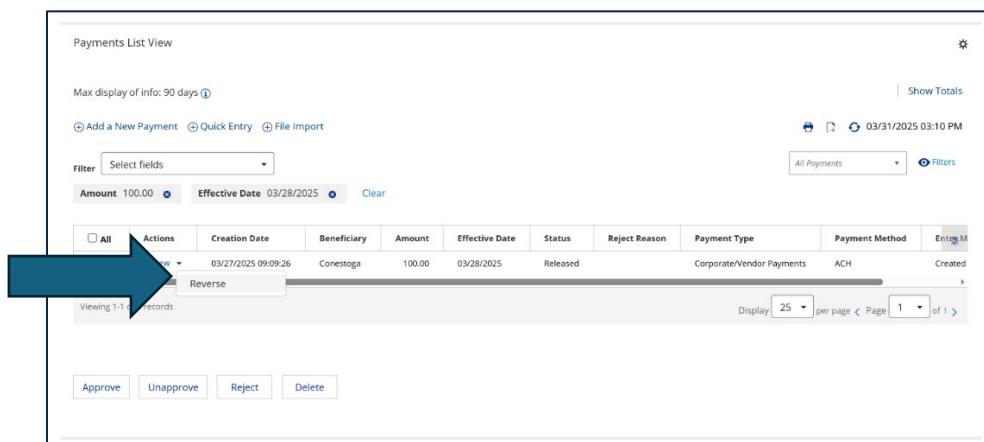 Payments List View
Max display of info: 90 days
Show Totals
Add a New Payment Quick Entry File Import 03/31/2025 03:10 PM
Filter Select fields All Payments Filters
Amount 100.00 Effective Date 03/28/2025 Clear
All Actions Creation Date Beneficiary Amount Effective Date Status Reject Reason Payment Type Payment Method
03/27/2025 09:09:26 Conestoga 100.00 03/28/2025 Released Corporate/Vendor Payments ACH Created
Reverse
Viewing 1-1 records Display 25 per page Page 1 of 1
Approve Unapprove Reject Delete